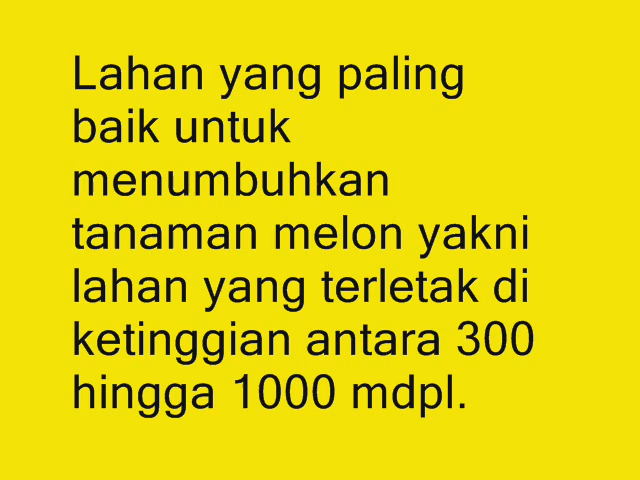 Lahan yang paling
baik untuk
menumbuhkan
tanaman melon yakni
lahan yang terletak di
ketinggian antara 300
hingga 1000 mdpl.